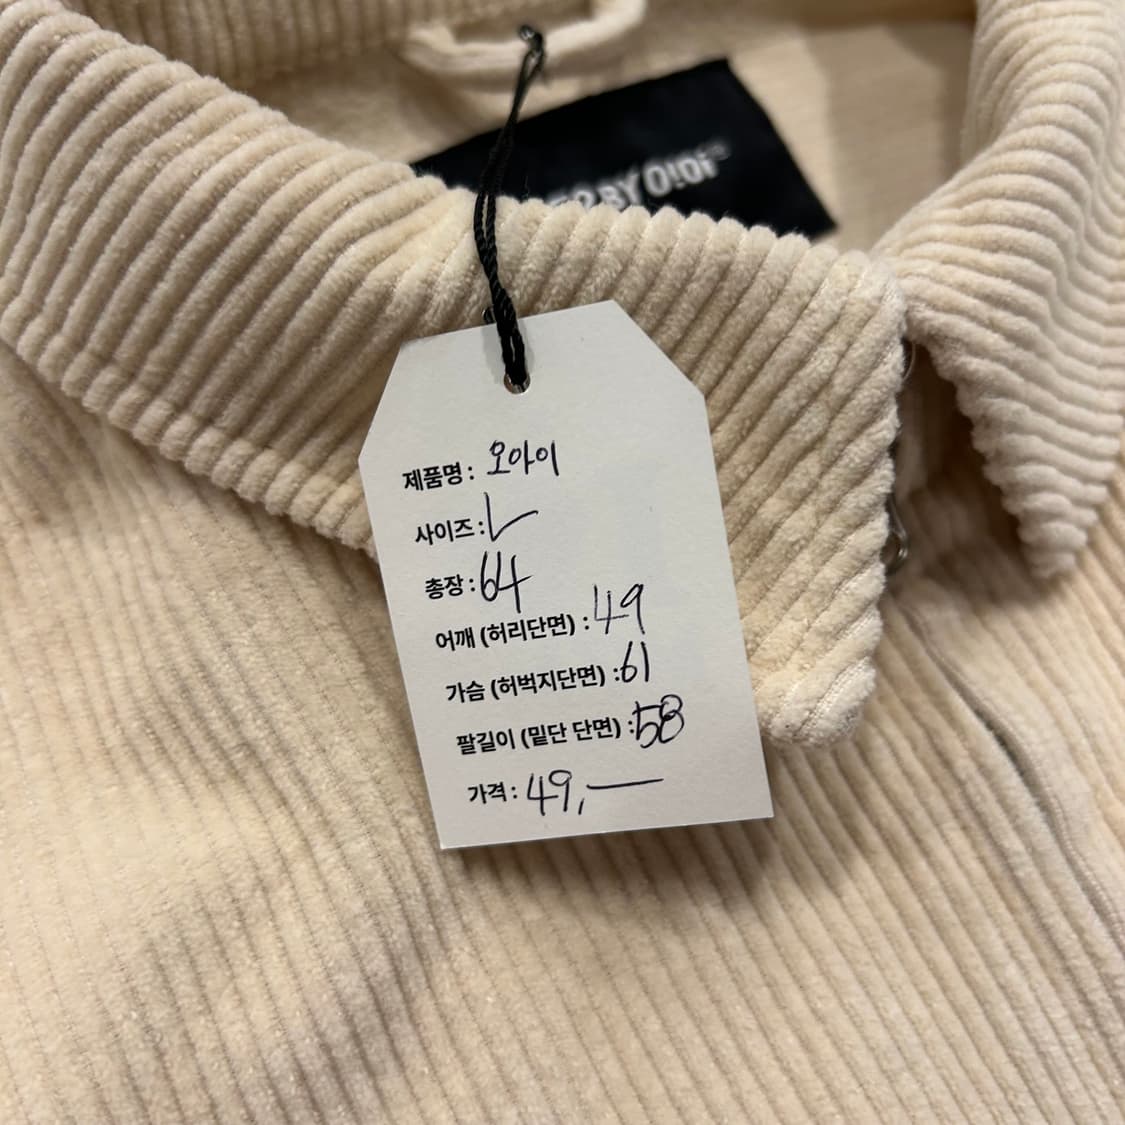 BY O!Oi
제품명 : 오아이
사이즈 : L
총장 : 64
어깨 (허리단면) : 49
가슴 (허벅지단면) : 61
팔길이 (밑단 단면) : 58
가격 : 49,—